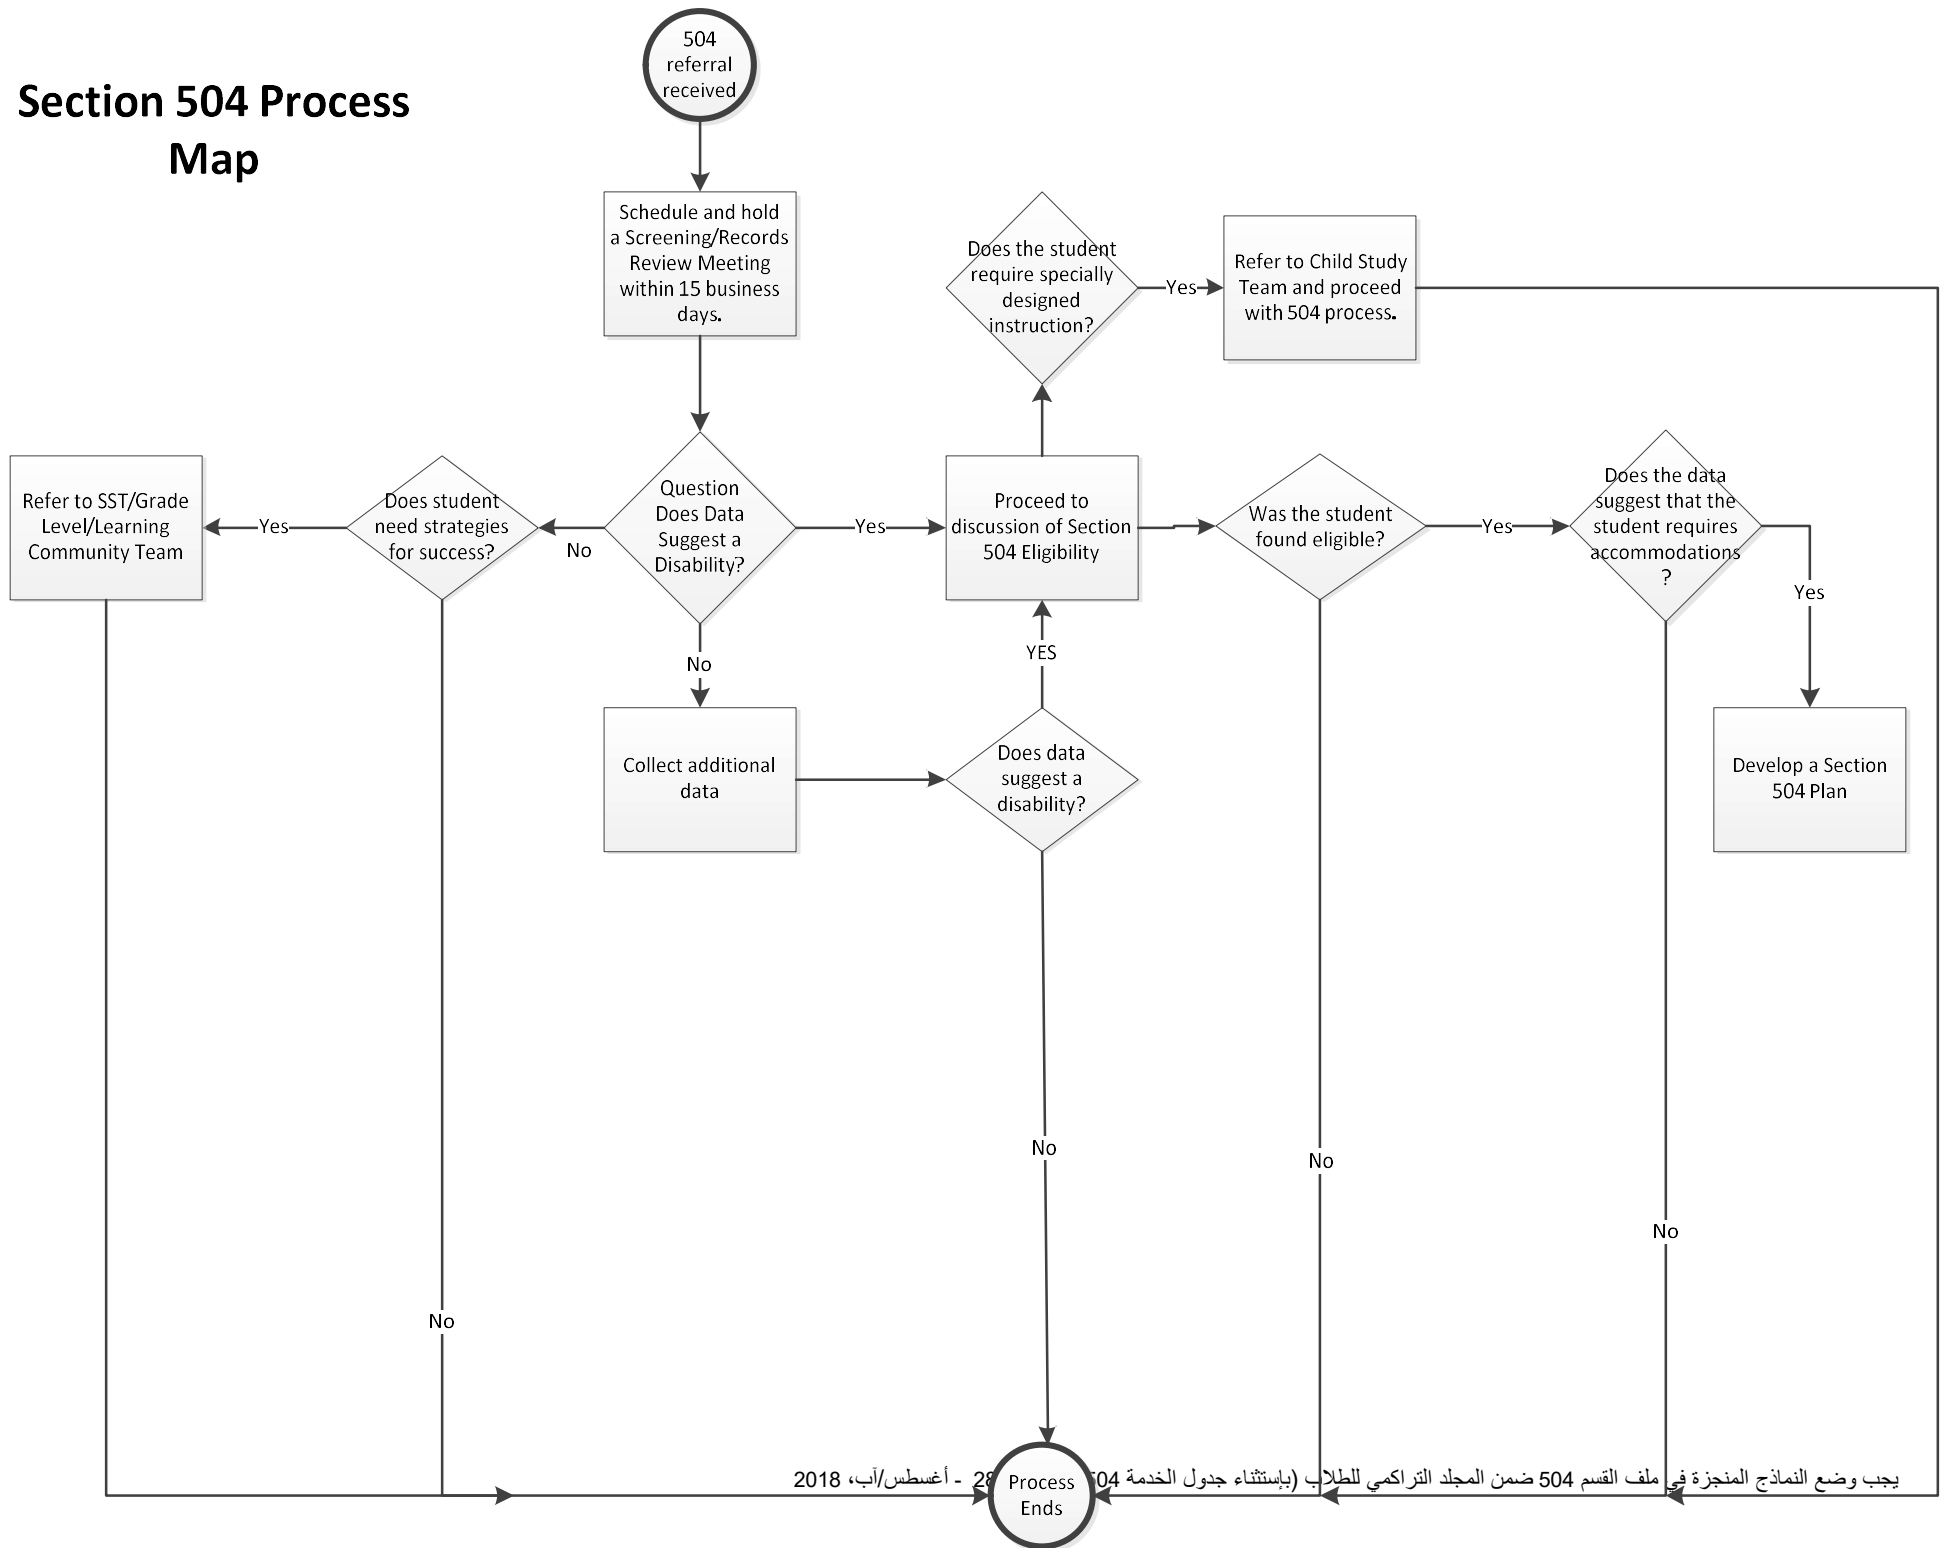 Section 504 Process
Map
504
referral
received
Schedule and hold
a Screening/Records
Review Meeting
within 15 business
days.
Does the student
require specially
designed
instruction?
Yes
Refer to Child Study
Team and proceed
with 504 process.
Refer to SST/Grade
Level/Learning
Community Team
Yes
Does student
need strategies
for success?
No
Question
Does Data
Suggest a
Disability?
Yes
Proceed to
discussion of Section
504 Eligibility
Was the student
found eligible?
Yes
Does the data
suggest that the
student requires
accommodations
?
Yes
No
YES
Collect additional
data
Does data
suggest a
disability?
Develop a Section
504 Plan
No
No
No
No
يجب وضع النماذج المنجزة في ملف القسم 504 ضمن المجلد التراكمي للطلاب (بإستثناء جدول الخدمة 504 28 - أغسطس/آب، 2018
Process
Ends